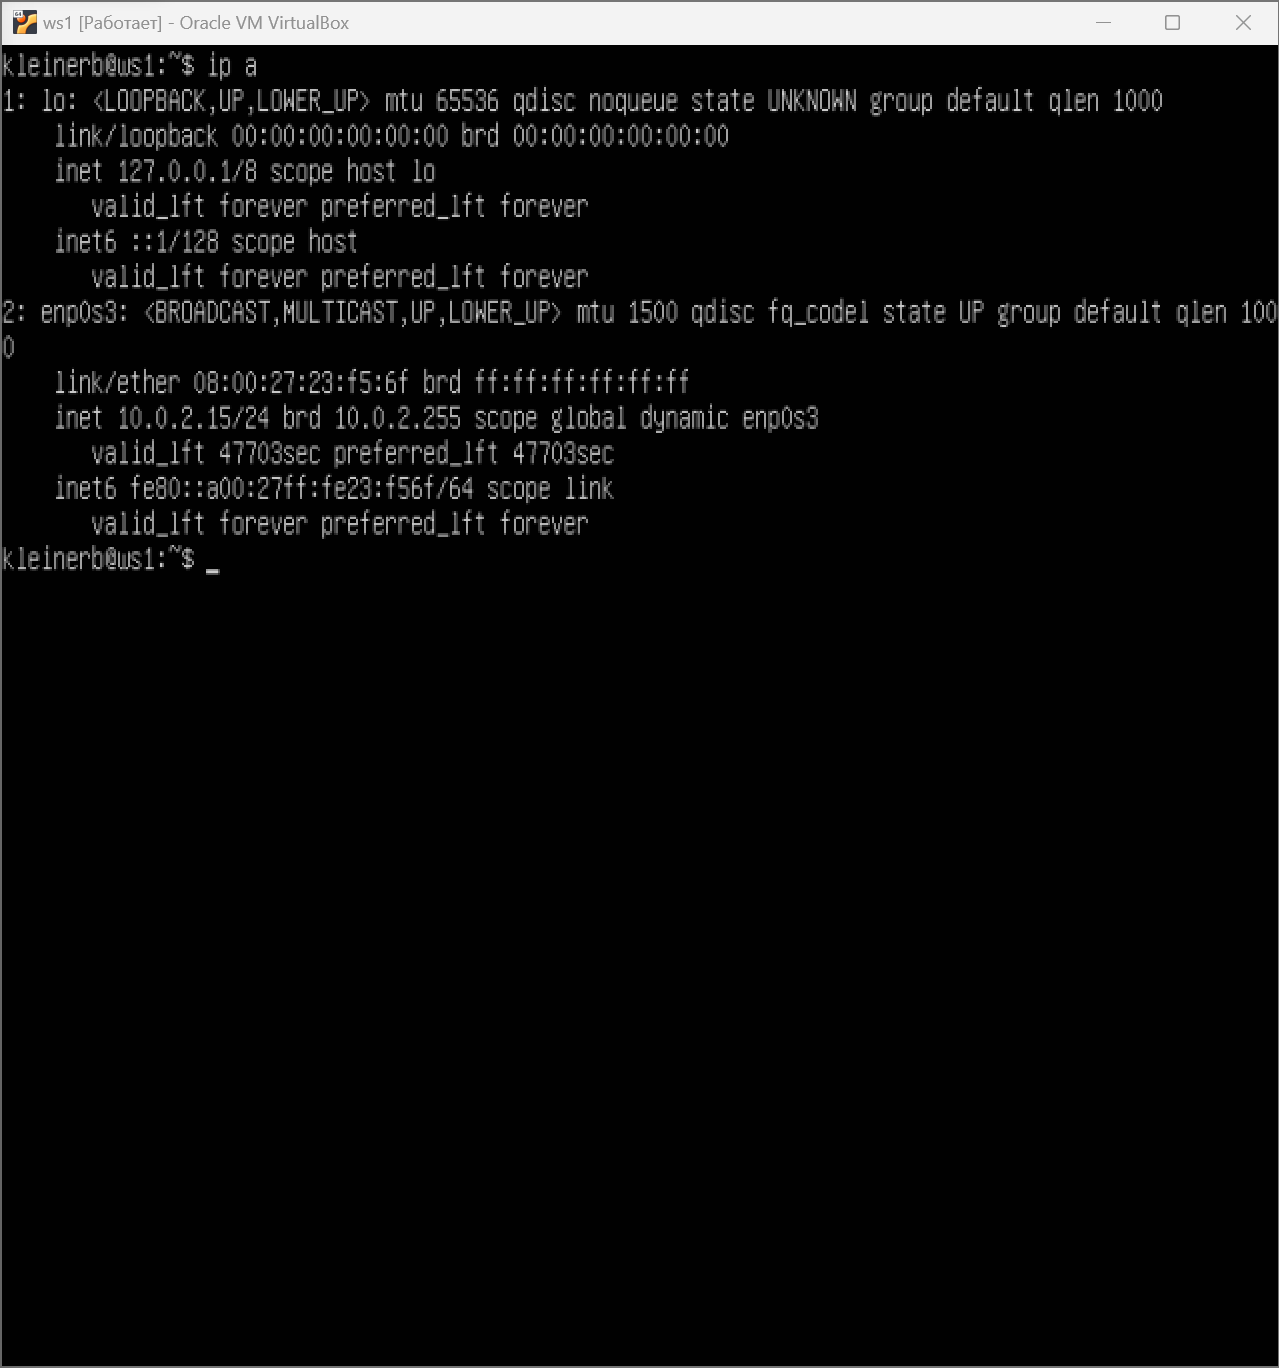 ws1 [Работает] - Oracle VM VirtualBox
kleinerb@ws1:~$ ip a
1: lo: <LOOPBACK,UP,LOWER_UP> mtu 65536 qdisc noqueue state UNKNOWN group default qlen 1000
    link/loopback 00:00:00:00:00:00 brd 00:00:00:00:00:00
    inet 127.0.0.1/8 scope host lo
       valid_lft forever preferred_lft forever
    inet6 ::1/128 scope host
       valid_lft forever preferred_lft forever
2: enp0s3: <BROADCAST,MULTICAST,UP,LOWER_UP> mtu 1500 qdisc fq_codel state UP group default qlen 100
0
    link/ether 08:00:27:23:f5:6f brd ff:ff:ff:ff:ff:ff
    inet 10.0.2.15/24 brd 10.0.2.255 scope global dynamic enp0s3
       valid_lft 47703sec preferred_lft 47703sec
    inet6 fe80::a00:27ff:fe23:f56f/64 scope link
       valid_lft forever preferred_lft forever
kleinerb@ws1:~$ _